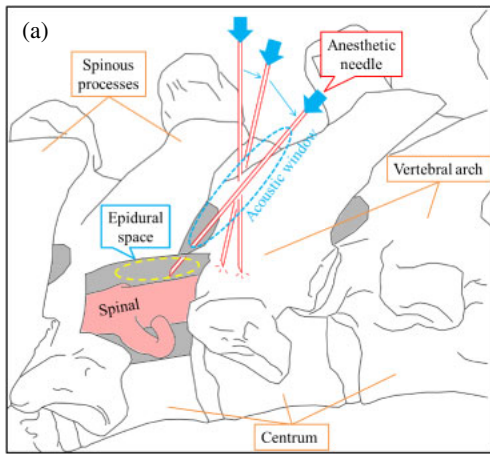 (a)
Spinous
processes
Anesthetic
needle
Acoustic window
Vertebral arch
Epidural
space
Spinal
Centrum